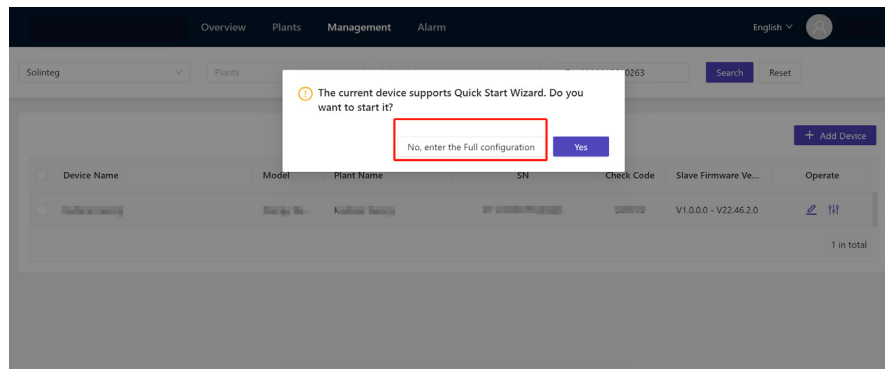 Overview Plants Management Alarm English
Solinteg Plants 0263 Search Reset
The current device supports Quick Start Wizard. Do you
want to start it?
No, enter the Full configuration Yes
+ Add Device
Device Name Model Plant Name SN Check Code Slave Firmware Ve... Operate
V1.0.0.0 - V22.46.2.0
1 in total